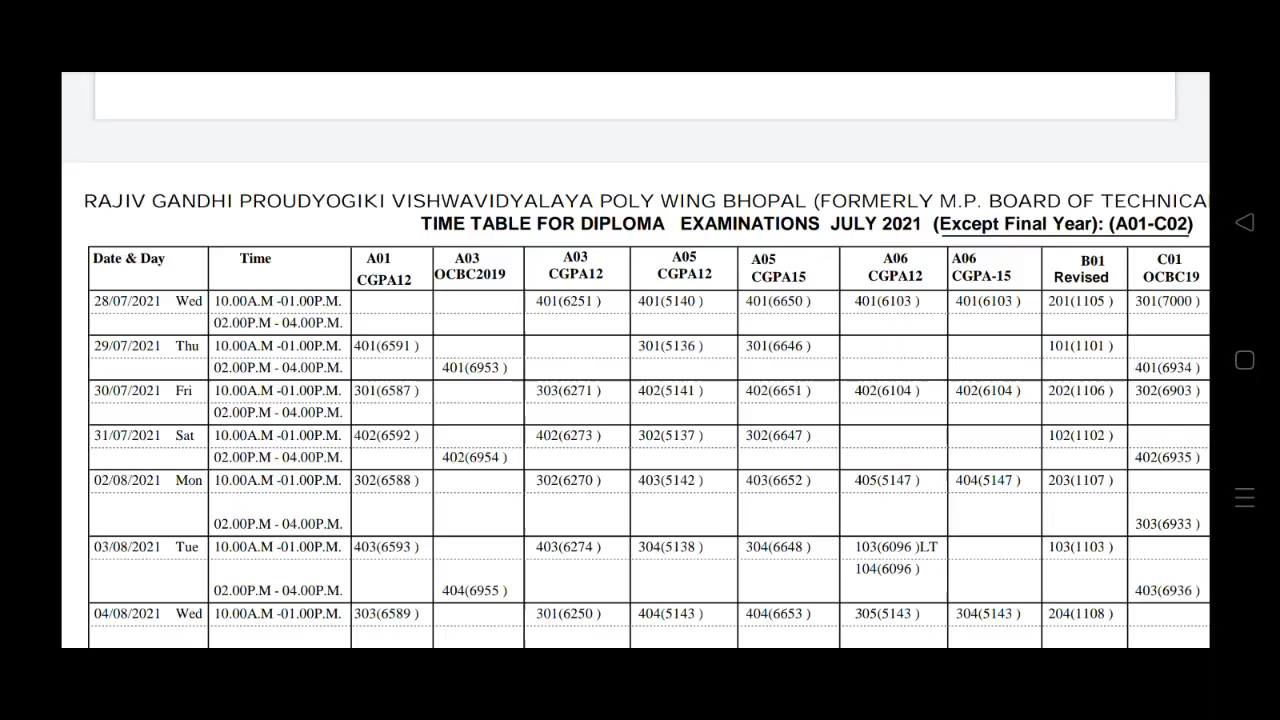 RAJIV GANDHI PROUDYOGIKI VISHWAVIDYALAYA POLY WING BHOPAL (FORMERLY M.P. BOARD OF TECHNICA
TIME TABLE FOR DIPLOMA EXAMINATIONS JULY 2021 (Except Final Year): (A01-C02)
Date & Day Time A01 CGPA12 A03 OCBC2019 A03 CGPA12 A05 CGPA12 A05 CGPA15 A06 CGPA12 A06 CGPA-15 B01 Revised C01 OCBC19
28/07/2021 Wed 10.00A.M -01.00P.M. 401(6251 ) 401(5140 ) 401(6650 ) 401(6103 ) 401(6103 ) 201(1105 ) 301(7000 )
02.00P.M - 04.00P.M.
29/07/2021 Thu 10.00A.M -01.00P.M. 401(6591 ) 301(5136 ) 301(6646 ) 101(1101 )
02.00P.M - 04.00P.M. 401(6953 ) 401(6934 )
30/07/2021 Fri 10.00A.M -01.00P.M. 301(6587 ) 303(6271 ) 402(5141 ) 402(6651 ) 402(6104 ) 402(6104 ) 202(1106 ) 302(6903 )
02.00P.M - 04.00P.M.
31/07/2021 Sat 10.00A.M -01.00P.M. 402(6592 ) 402(6273 ) 302(5137 ) 302(6647 ) 102(1102 )
02.00P.M - 04.00P.M. 402(6954 ) 402(6935 )
02/08/2021 Mon 10.00A.M -01.00P.M. 302(6588 ) 302(6270 ) 403(5142 ) 403(6652 ) 405(5147 ) 404(5147 ) 203(1107 )
02.00P.M - 04.00P.M. 303(6933 )
03/08/2021 Tue 10.00A.M -01.00P.M. 403(6593 ) 403(6274 ) 304(5138 ) 304(6648 ) 103(6096 )LT 103(1103 )
104(6096 )
02.00P.M - 04.00P.M. 404(6955 ) 403(6936 )
04/08/2021 Wed 10.00A.M -01.00P.M. 303(6589 ) 301(6250 ) 404(5143 ) 404(6653 ) 305(5143 ) 304(5143 ) 204(1108 )